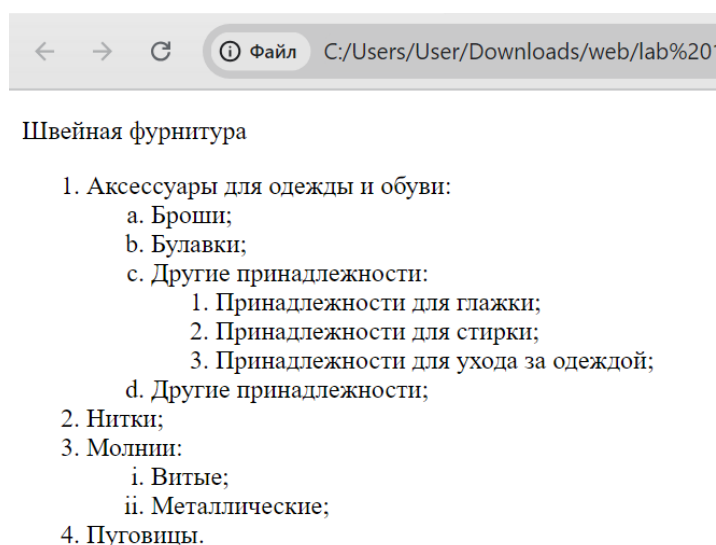 Файл C:/Users/User/Downloads/web/lab%20
Швейная фурнитура
1. Аксессуары для одежды и обуви:
a. Броши;
b. Булавки;
c. Другие принадлежности:
1. Принадлежности для глажки;
2. Принадлежности для стирки;
3. Принадлежности для ухода за одеждой;
d. Другие принадлежности;
2. Нитки;
3. Молнии:
i. Витые;
ii. Металлические;
4. Пуговицы.